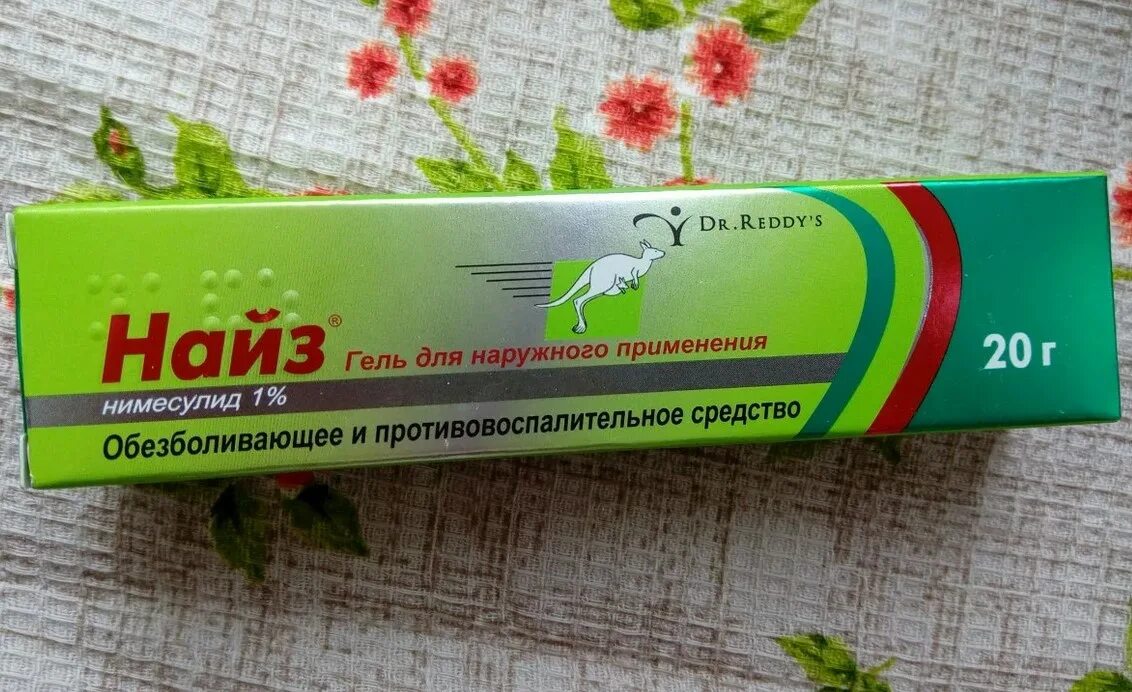 Dr.Reddy's
Найз® Гель для наружного применения
20 г
нимесулид 1%
Обезболивающее и противовоспалительное средство